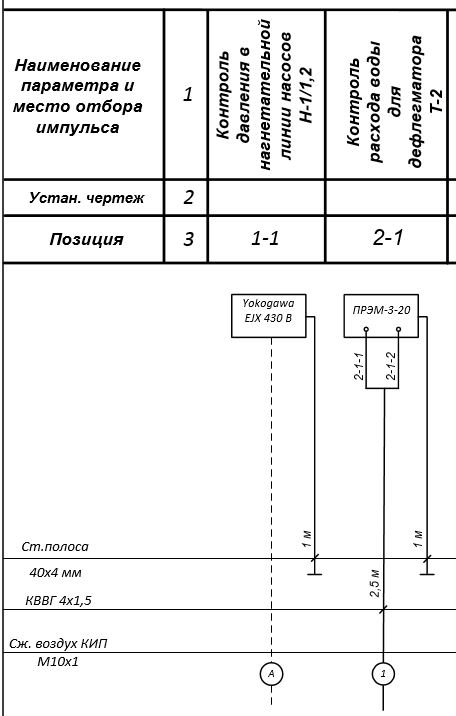 Наименование
параметра и
место отбора
импульса
1
Контроль
давления в
нагнетательной
линии насосов
Н-1/1,2
Контроль
расхода воды
для
дефлегматора
Т-2
Устан. чертеж
2
Позиция
3
1-1
2-1
Yokogawa
EJX 430 B
ПРЭМ-3-20
2-1-1
2-1-2
1 м
1 м
Ст.полоса
40х4 мм
2,5 м
КВВГ 4х1,5
Сж. воздух КИП
М10х1
А
1